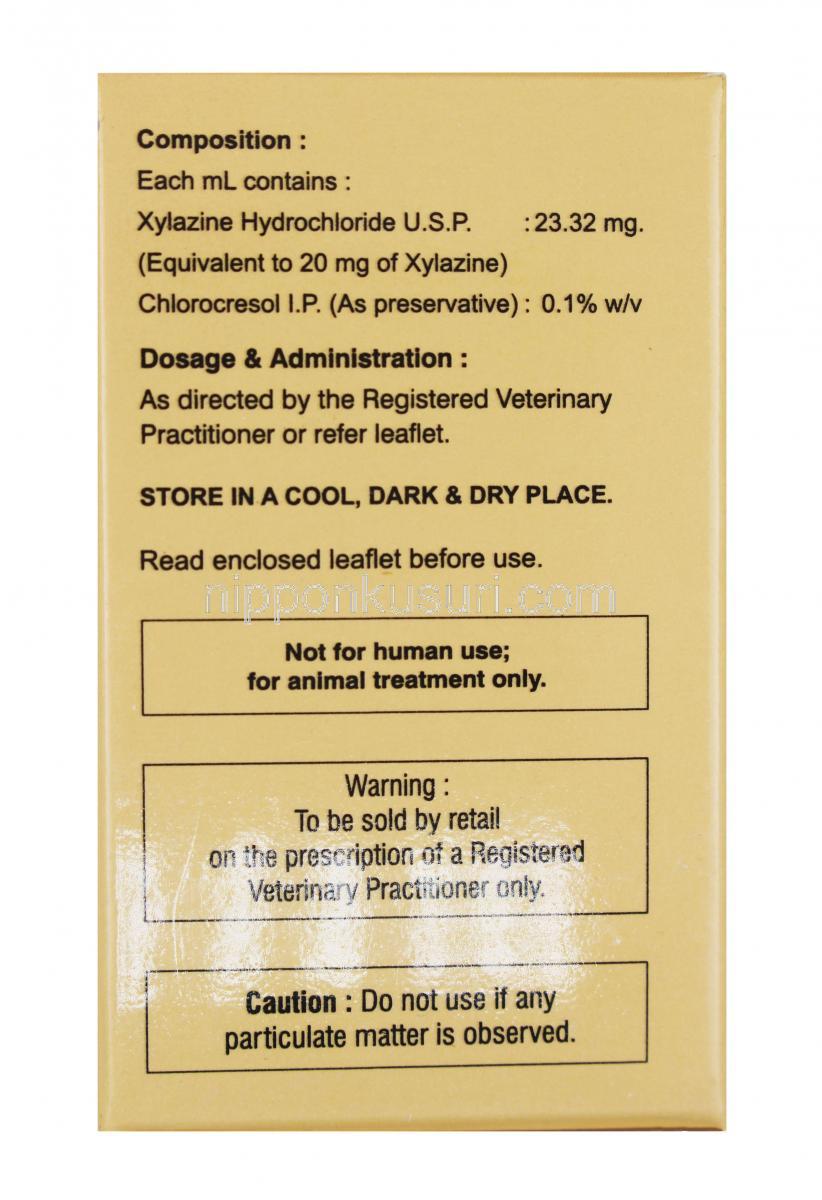 Composition :
Each mL contains :
Xylazine Hydrochloride U.S.P. : 23.32 mg.
(Equivalent to 20 mg of Xylazine)
Chlorocresol I.P. (As preservative) : 0.1% w/v
Dosage & Administration :
As directed by the Registered Veterinary
Practitioner or refer leaflet.
STORE IN A COOL, DARK & DRY PLACE.
Read enclosed leaflet before use.
nipponkusuri.com
Not for human use;
for animal treatment only.
Warning :
To be sold by retail
on the prescription of a Registered
Veterinary Practitioner only.
Caution : Do not use if any
particulate matter is observed.